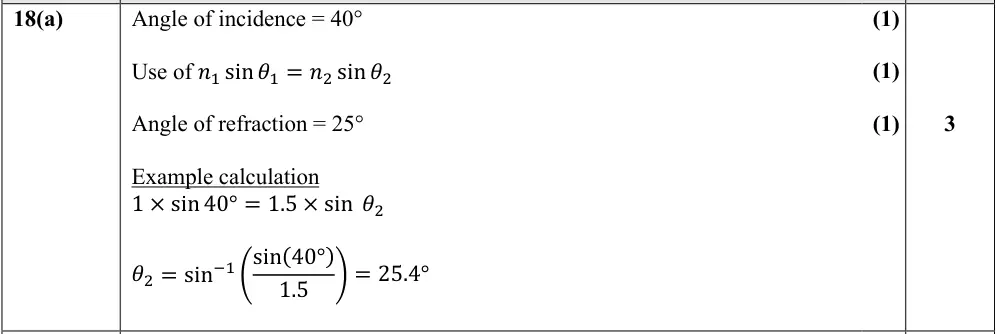 18(a) Angle of incidence = 40° (1)
Use of n₁ sin θ₁ = n₂ sin θ₂ (1)
Angle of refraction = 25° (1) 3
Example calculation
1 × sin 40° = 1.5 × sin θ₂
θ₂ = sin⁻¹ (sin(40°)/1.5) = 25.4°